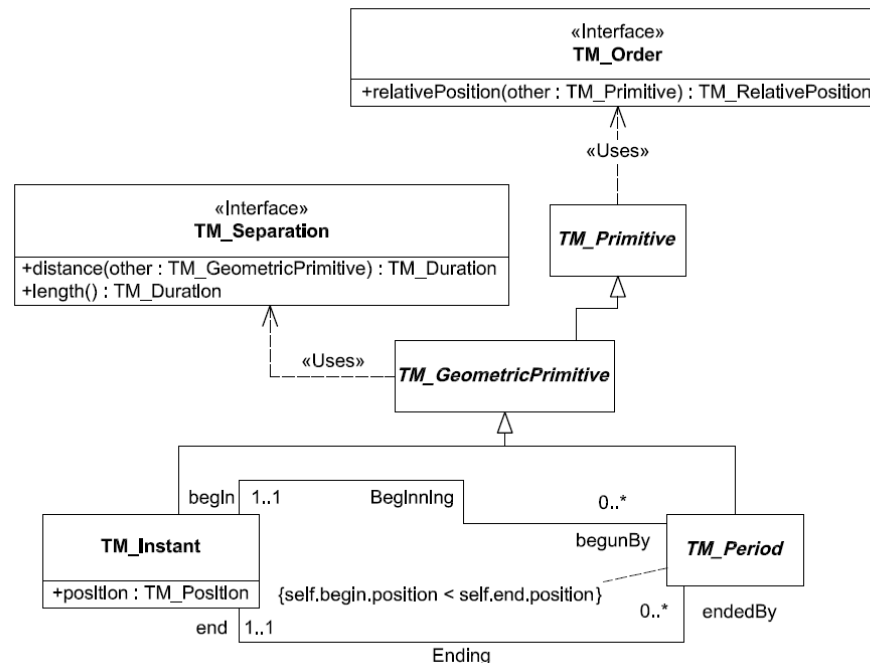 «Interface»
TM_Order
+relativePosition(other : TM_Primitive) : TM_RelativePosition
«Uses»
«Interface»
TM_Separation
+distance(other : TM_GeometricPrimitive) : TM_Duration
+length() : TM_Duration
TM_Primitive
«Uses»
TM_GeometricPrimitive
begin
1..1
Beginning
0..*
begunBy
TM_Instant
+position : TM_Position
TM_Period
{self.begin.position < self.end.position}
0..*
endedBy
end
1..1
Ending